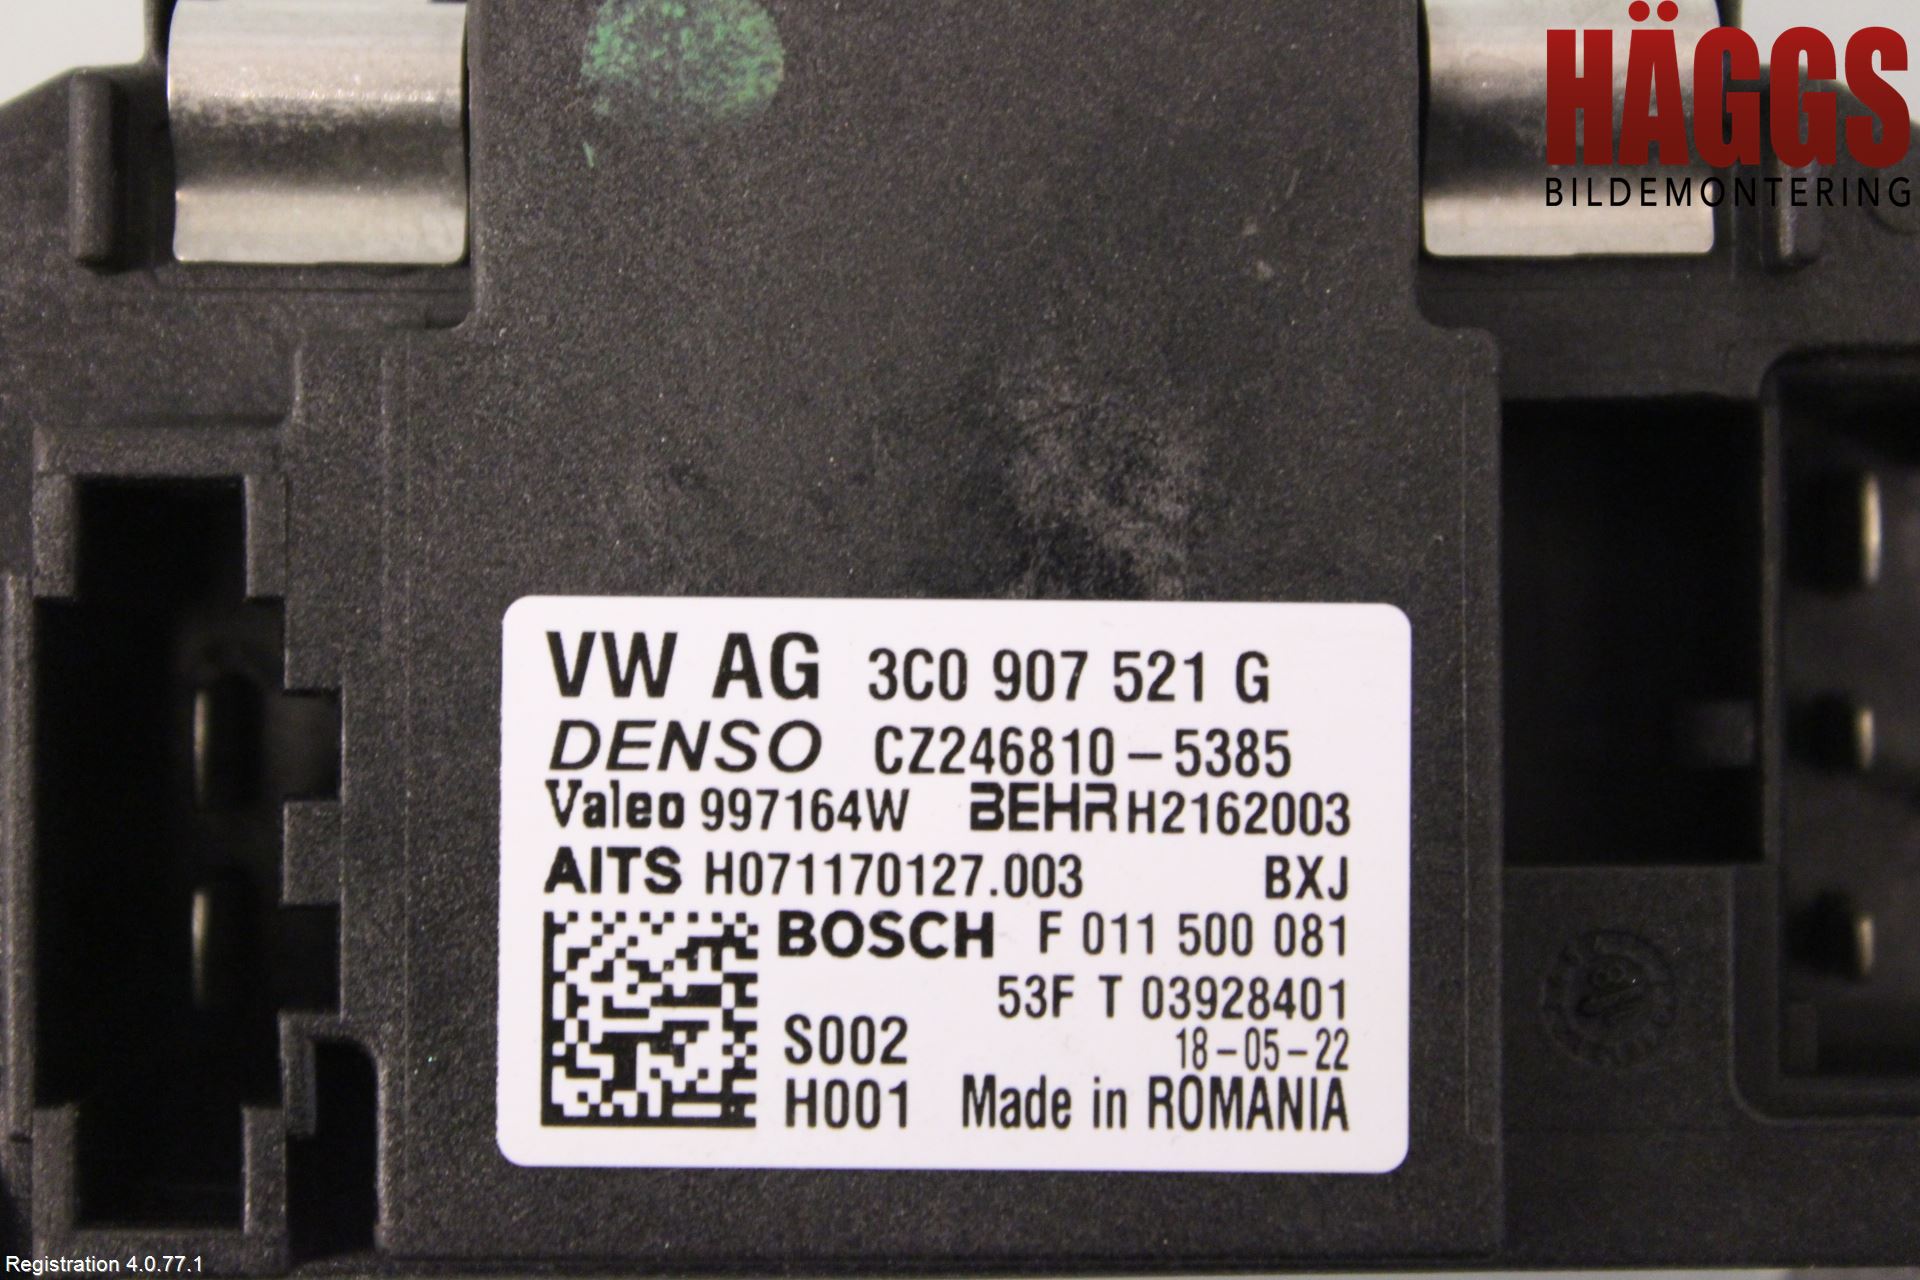 HÄGGS
BILDEMONTERING
VW AG 3C0 907 521 G
DENSO CZ246810-5385
Valeo 997164W BEHR H2162003
AITS H071170127.003 BXJ
BOSCH F 011 500 081
53F T 03928401
S002 18-05-22
H001 Made in ROMANIA
Registration 4.0.77.1